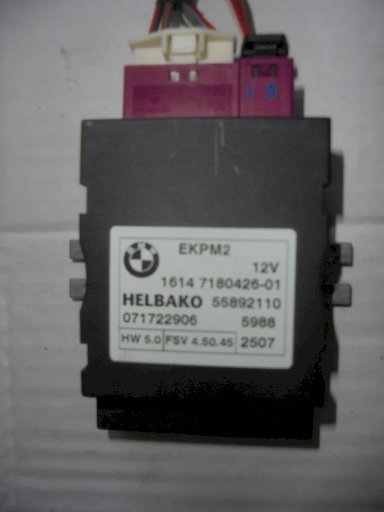 EKPM2
12V
1614 7180426-01
HELBAKO 55892110
071722906 5988
HW 5.0 FSV 4.50.45 2507